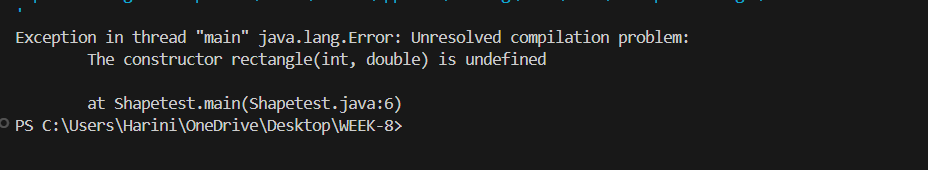 '
Exception in thread "main" java.lang.Error: Unresolved compilation problem:
        The constructor rectangle(int, double) is undefined

        at Shapetest.main(Shapetest.java:6)
PS C:\Users\Harini\OneDrive\Desktop\WEEK-8>